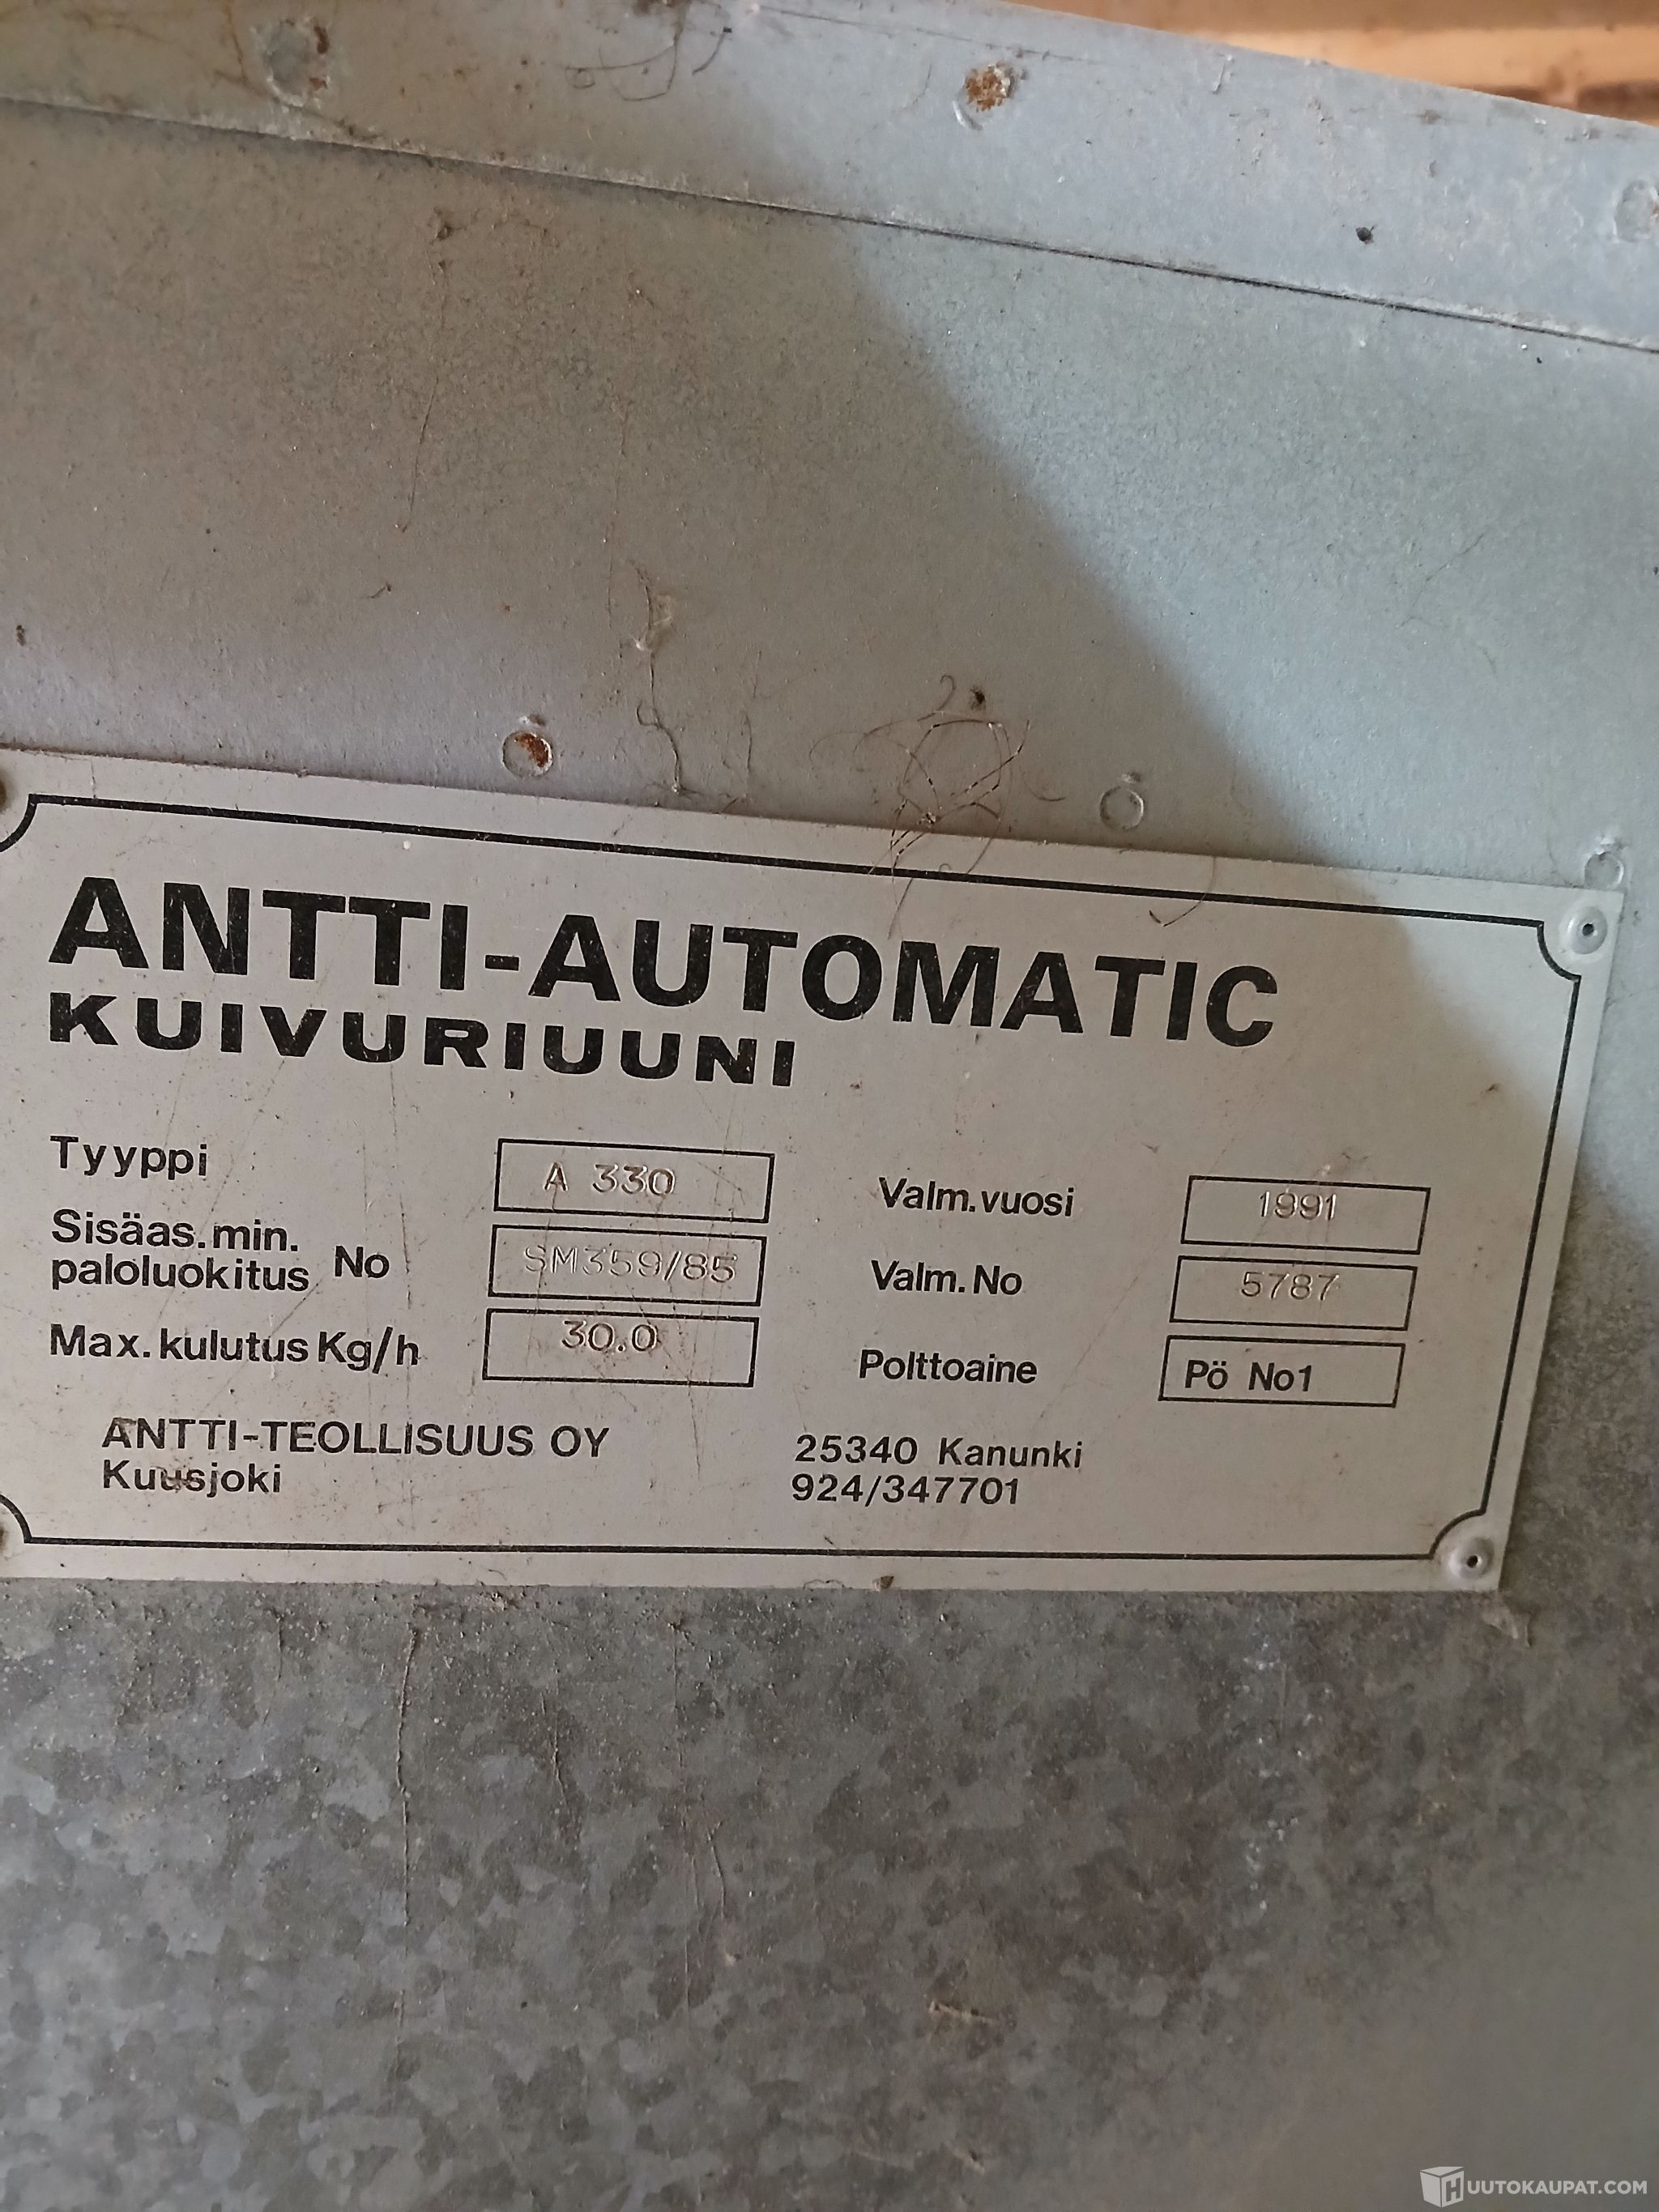 ANTTI-AUTOMATIC
KUIVURIUUNI
Tyyppi A 330 Valm.vuosi 1991
Sisäas.min.
paloluokitus No SM359/85 Valm.No 5787
Max.kulutus Kg/h 30.0 Polttoaine Pö No1
ANTTI-TEOLLISUUS OY 25340 Kanunki
Kuusjoki 924/347701
HUUTOKAUPAT.COM